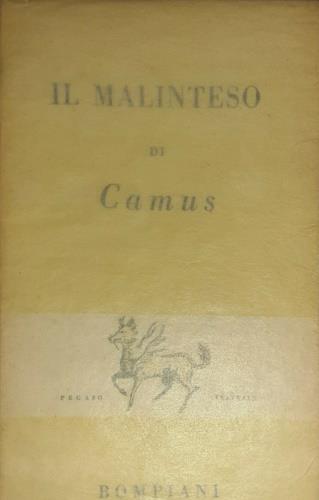 IL MALINTESO
DI
Camus
PEGASO TEATRALE
BOMPIANI